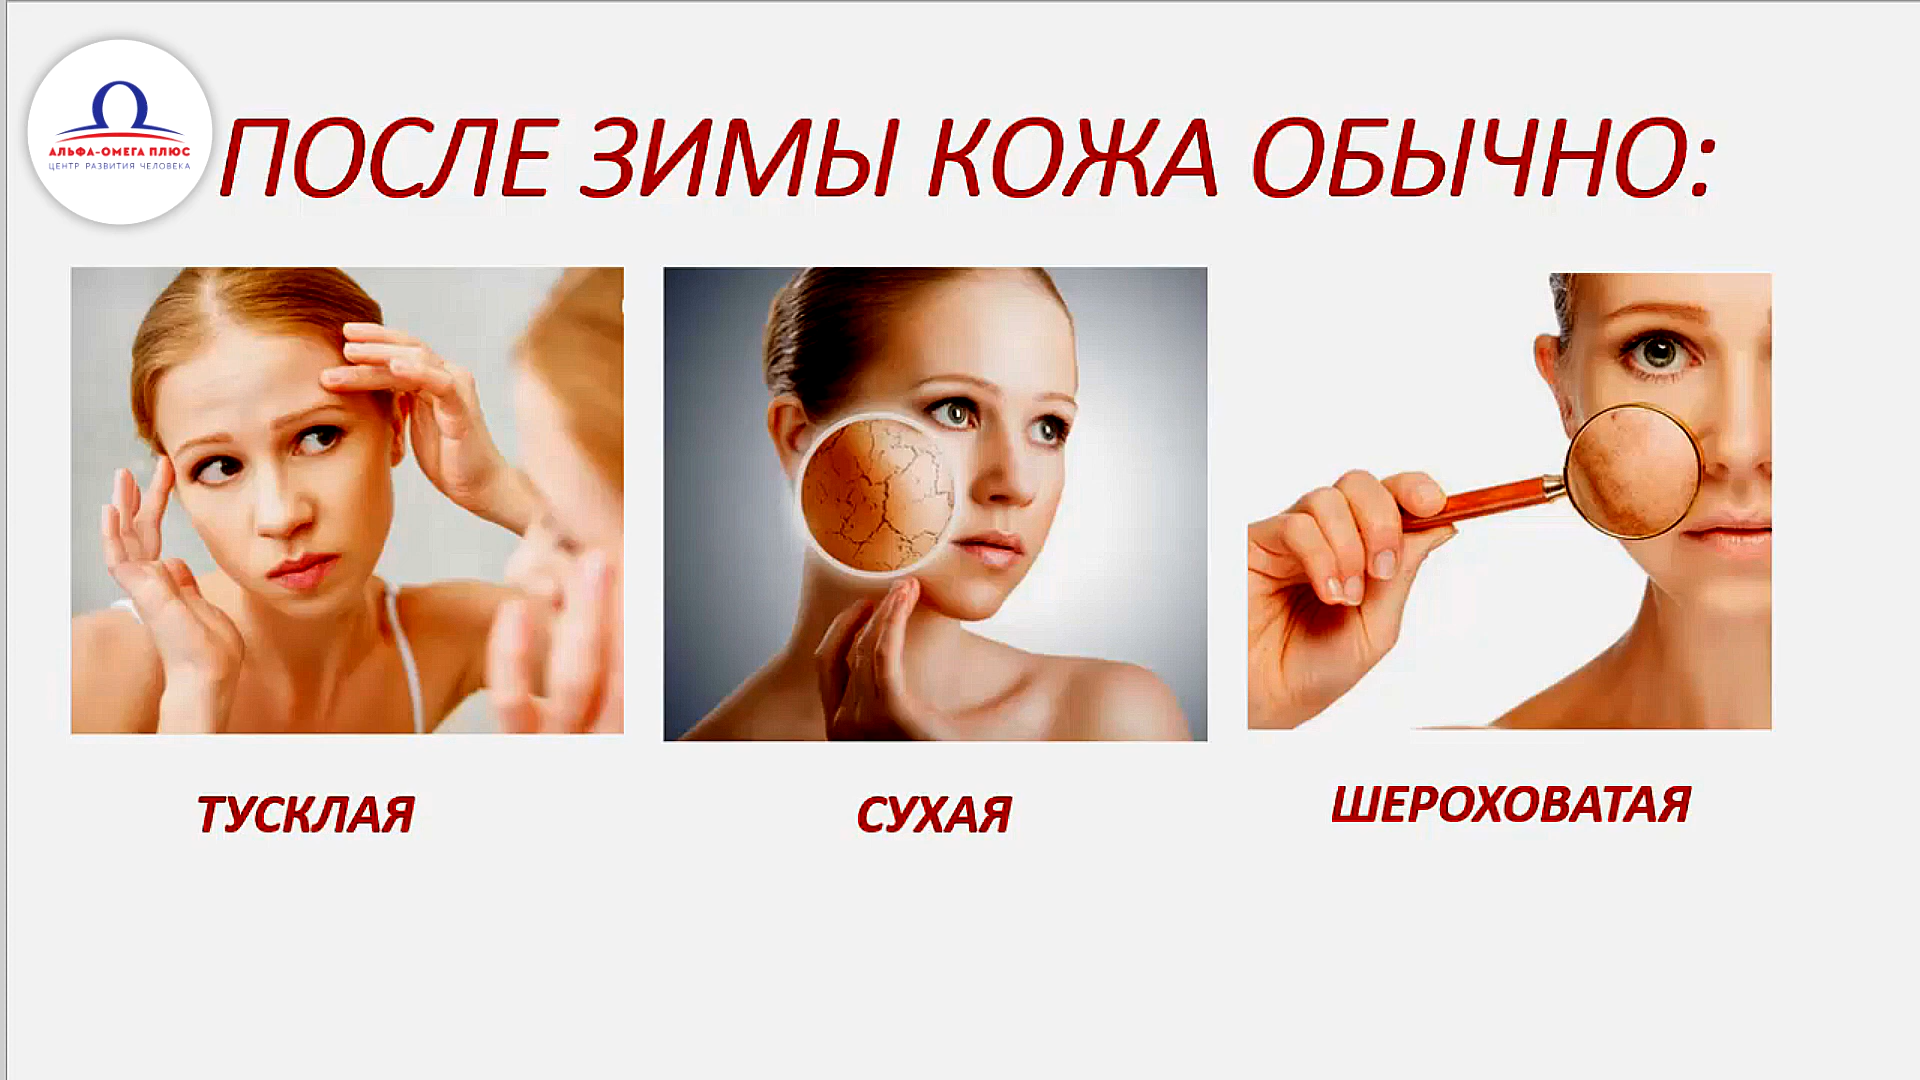 АЛЬФА-ОМЕГА ПЛЮС
ЦЕНТР РАЗВИТИЯ ЧЕЛОВЕКА
ПОСЛЕ ЗИМЫ КОЖА ОБЫЧНО:
ТУСКЛАЯ
СУХАЯ
ШЕРОХОВАТАЯ